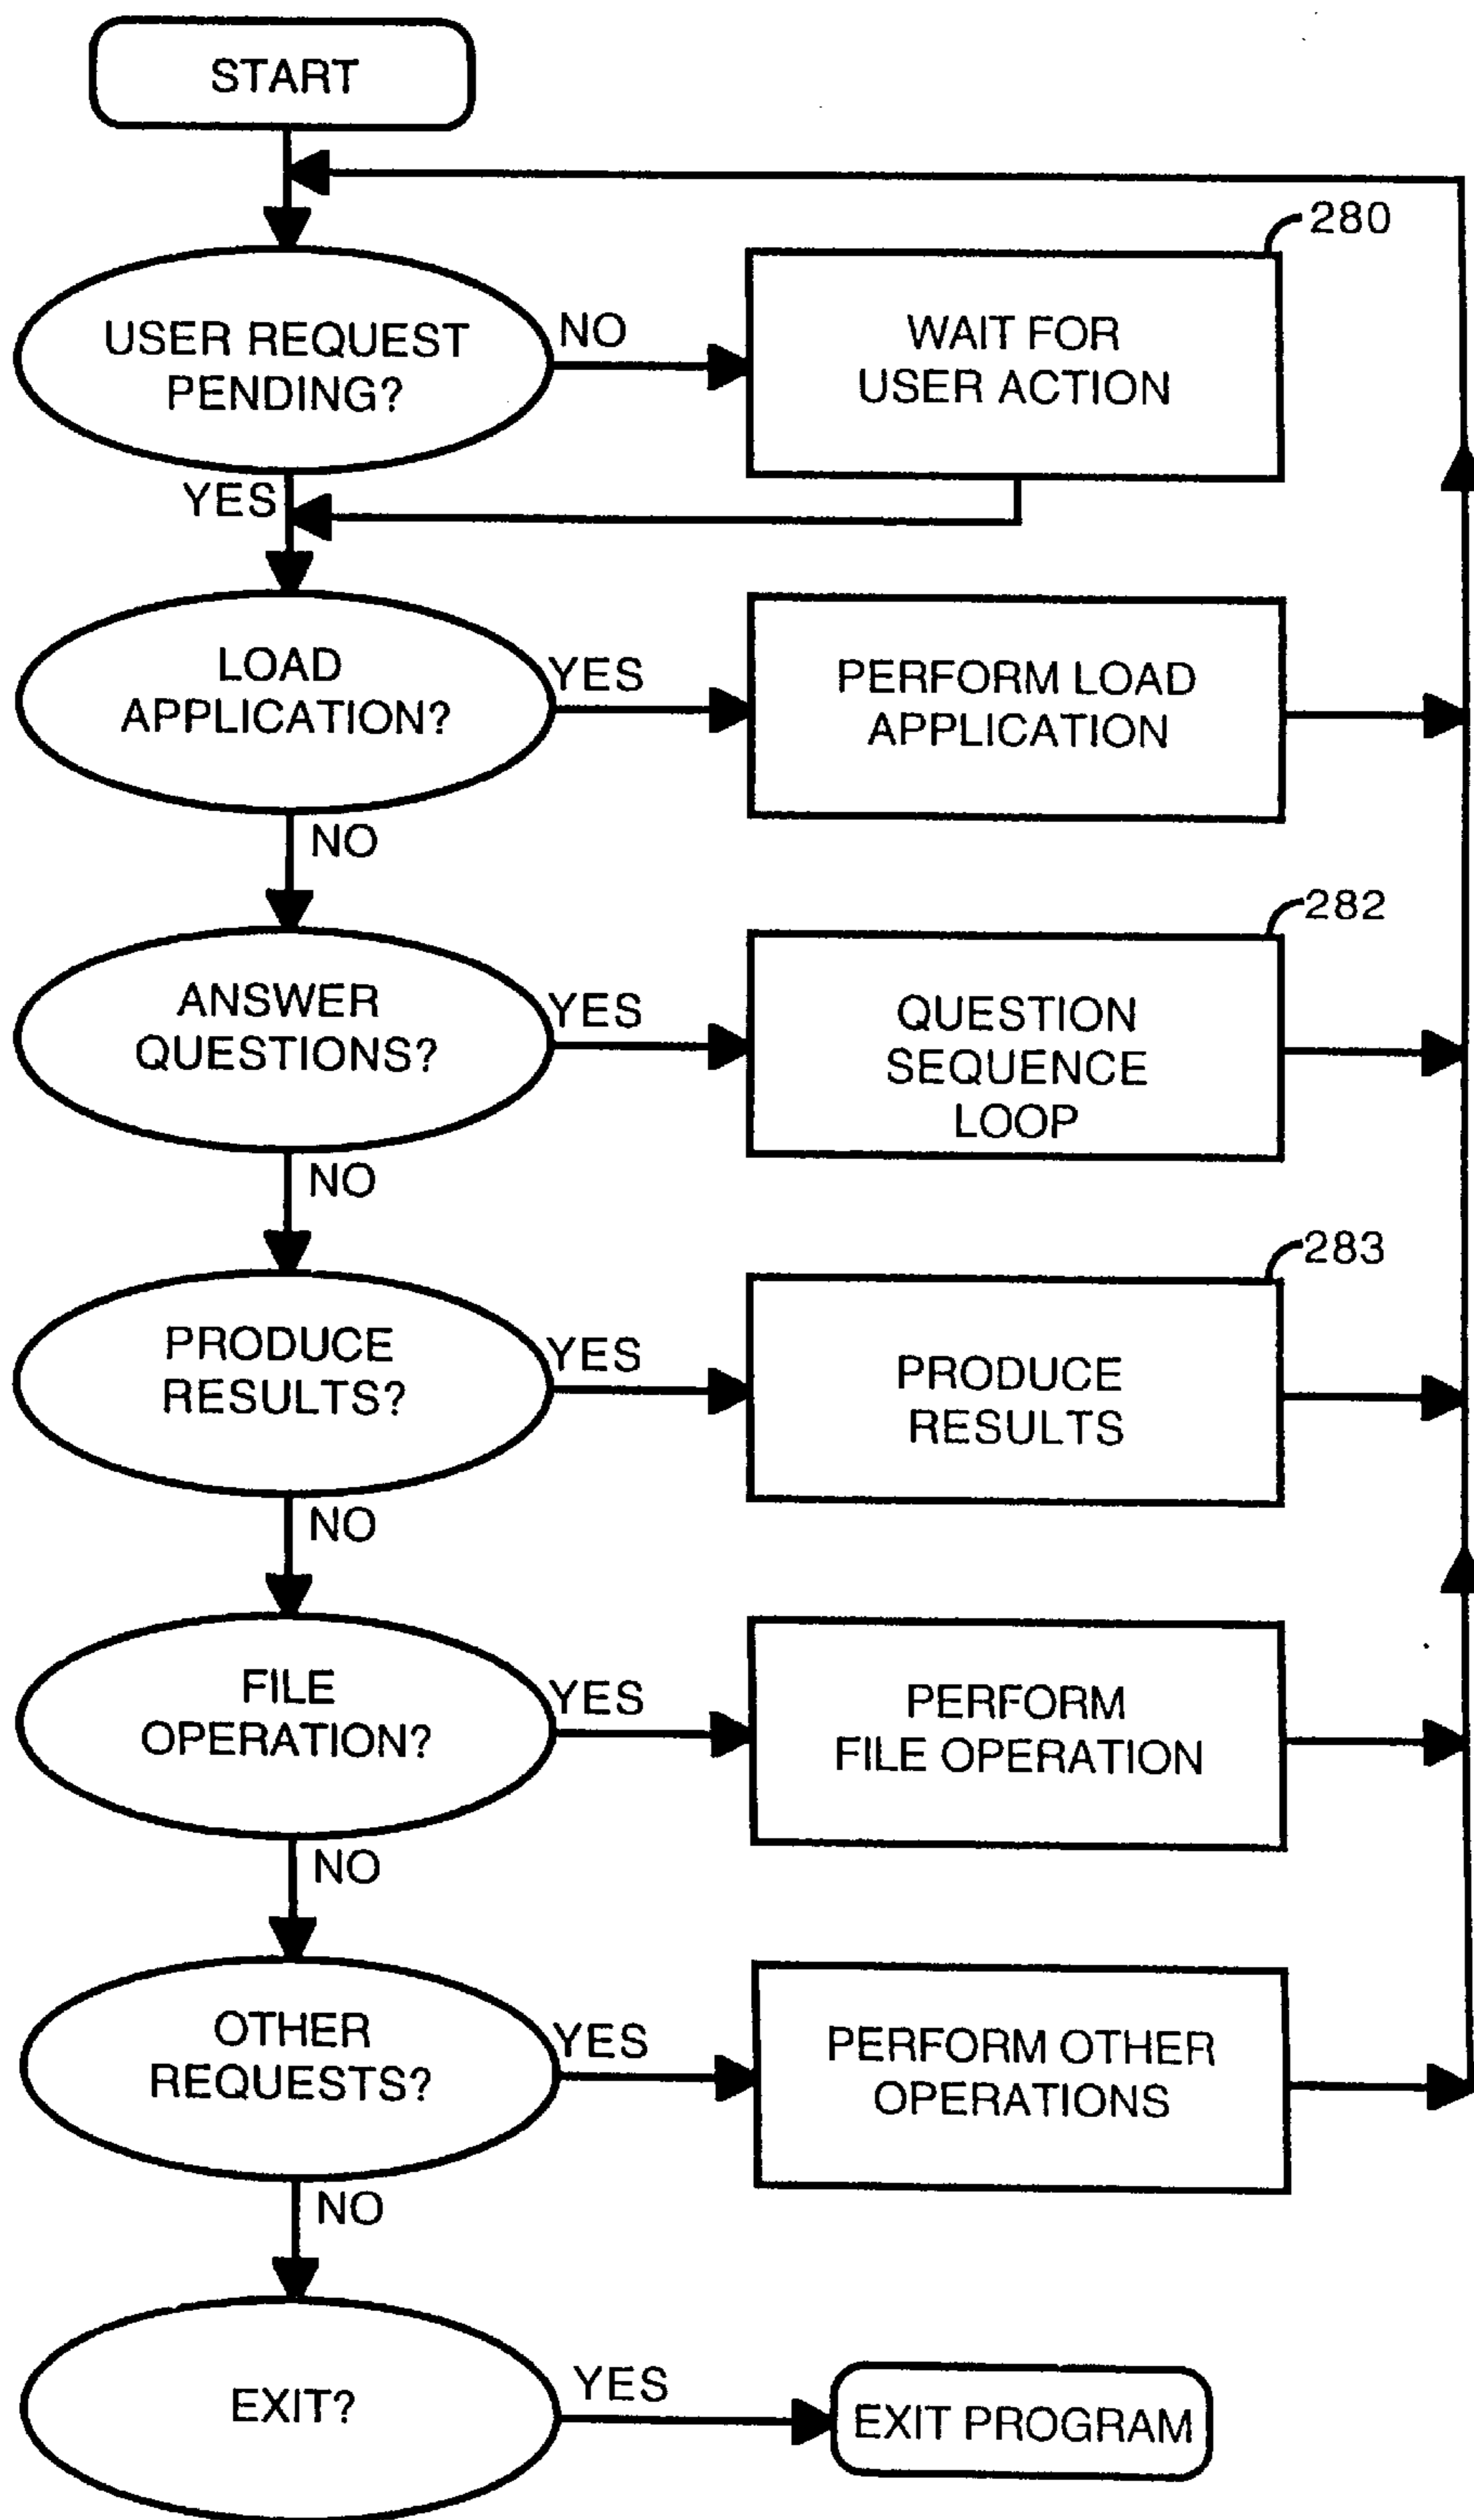 START
280
USER REQUEST
PENDING?
NO
WAIT FOR
USER ACTION
YES
LOAD
APPLICATION?
YES
PERFORM LOAD
APPLICATION
NO
282
ANSWER
QUESTIONS?
YES
QUESTION
SEQUENCE
LOOP
NO
283
PRODUCE
RESULTS?
YES
PRODUCE
RESULTS
NO
FILE
OPERATION?
YES
PERFORM
FILE OPERATION
NO
OTHER
REQUESTS?
YES
PERFORM OTHER
OPERATIONS
NO
EXIT?
YES
EXIT PROGRAM